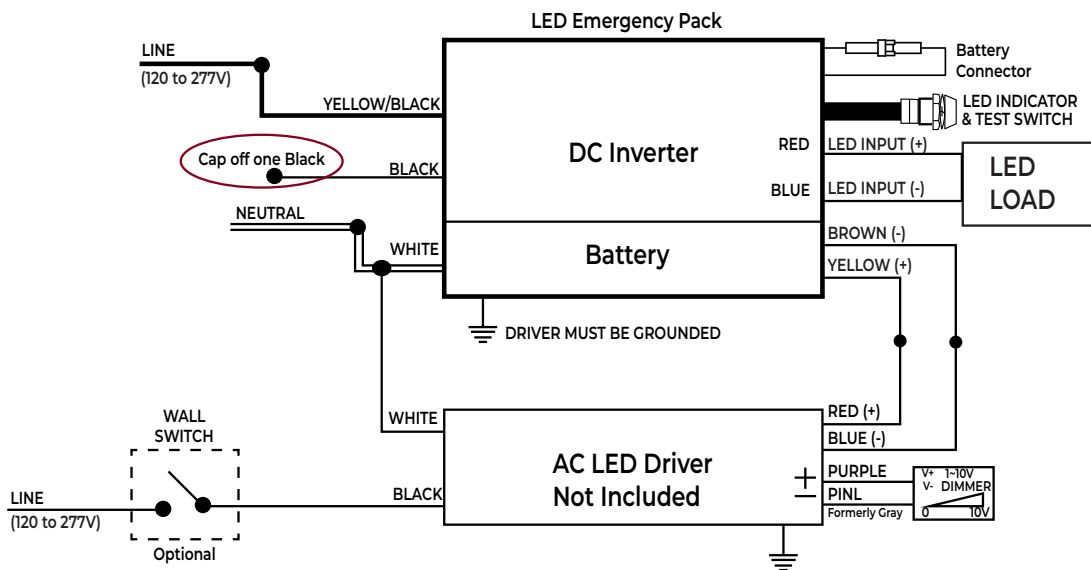 LED Emergency Pack
LINE
(120 to 277V)
YELLOW/BLACK
Cap off one Black
BLACK
NEUTRAL
WHITE
DC Inverter
Battery
Battery
Connector
LED INDICATOR
& TEST SWITCH
RED
LED INPUT (+)
BLUE
LED INPUT (-)
LED
LOAD
BROWN (-)
YELLOW (+)
DRIVER MUST BE GROUNDED
WALL
SWITCH
LINE
(120 to 277V)
Optional
WHITE
BLACK
AC LED Driver
Not Included
RED (+)
BLUE (-)
+
PURPLE
–
PINL
Formerly Gray
V+ 1~10V
V- DIMMER
0 10V